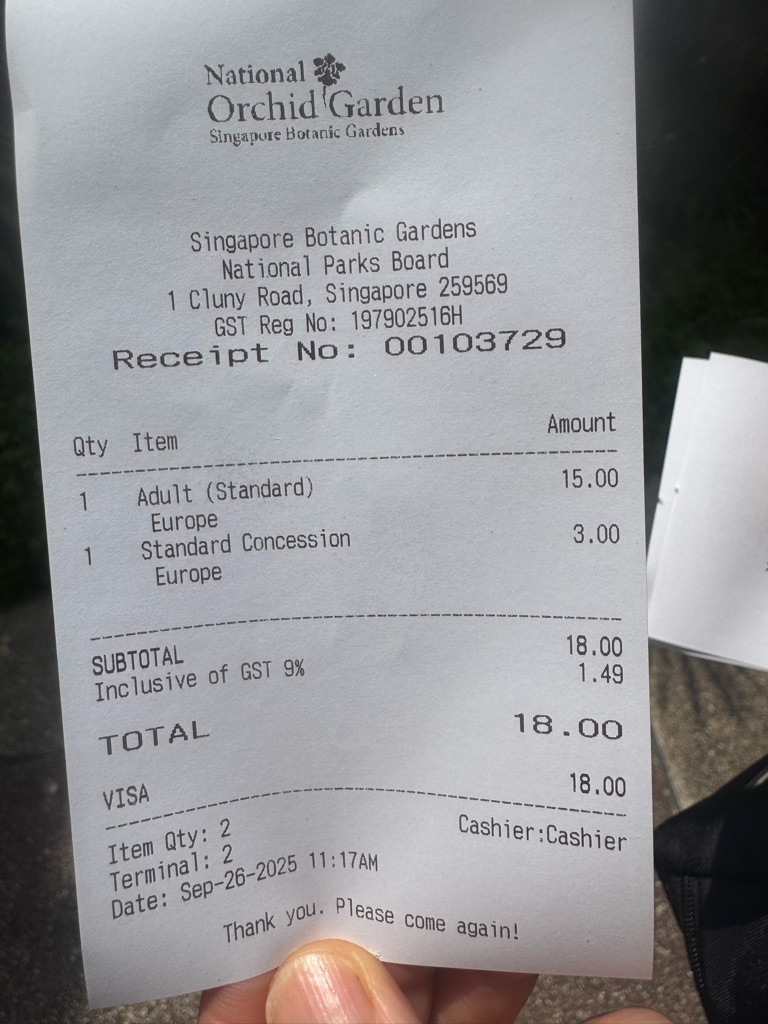 National
Orchid Garden
Singapore Botanic Gardens
Singapore Botanic Gardens
National Parks Board
1 Cluny Road, Singapore 259569
GST Reg No: 197902516H
Receipt No: 00103729
Qty Item Amount
1 Adult (Standard) 15.00
Europe
1 Standard Concession 3.00
Europe
SUBTOTAL 18.00
Inclusive of GST 9% 1.49
TOTAL 18.00
VISA 18.00
Item Qty: 2 Cashier:Cashier
Terminal: 2
Date: Sep-26-2025 11:17AM
Thank you. Please come again!